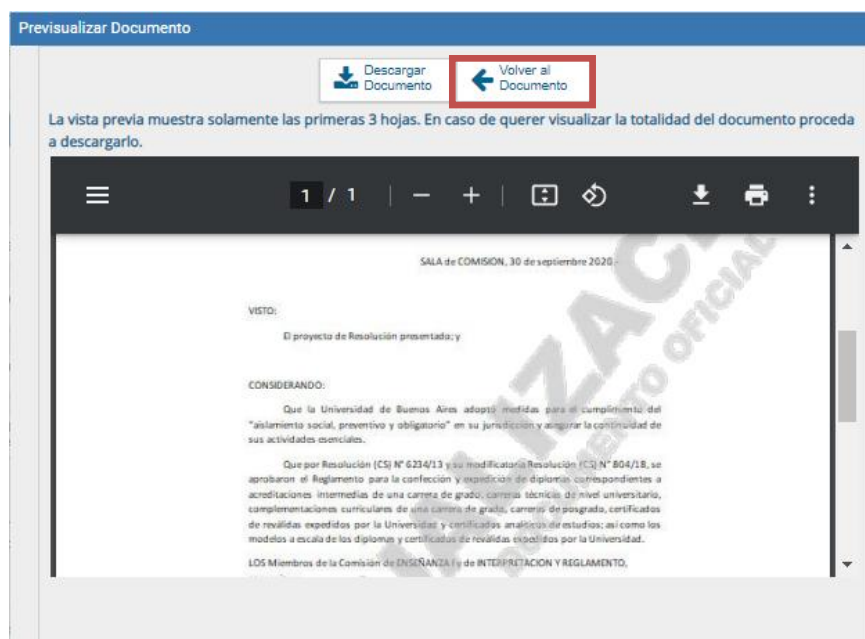 Previsualizar Documento
Descargar
Documento
Volver al
Documento
La vista previa muestra solamente las primeras 3 hojas. En caso de querer visualizar la totalidad del documento proceda
a descargarlo.
1 / 1
SALA de COMISION, 30 de septiembre 2020.-
VISTO:
El proyecto de Resolución presentado; y
CONSIDERANDO:
Que la Universidad de Buenos Aires adoptó medidas para el cumplimiento del
"aislamiento social, preventivo y obligatorio" en su jurisdicción y asegurar la continuidad de
sus actividades esenciales.
Que por Resolución (CS) N° 6234/13 y su modificatoria Resolución (CS) N° 804/18, se
aprobaron el Reglamento para la confección y expedición de diplomas correspondientes a
acreditaciones intermedias de una carrera de grado, carreras técnicas de nivel universitario,
complementaciones curriculares de una carrera de grado, carreras de posgrado, certificados
de reválidas expedidos por la Universidad y certificados analíticos de estudios; así como los
modelos a escala de los diplomas y certificados de reválidas expedidos por la Universidad.
LOS Miembros de la Comisión de ENSEÑANZA y de INTERPRETACION Y REGLAMENTO,
DOCUMENTO OFICIAL